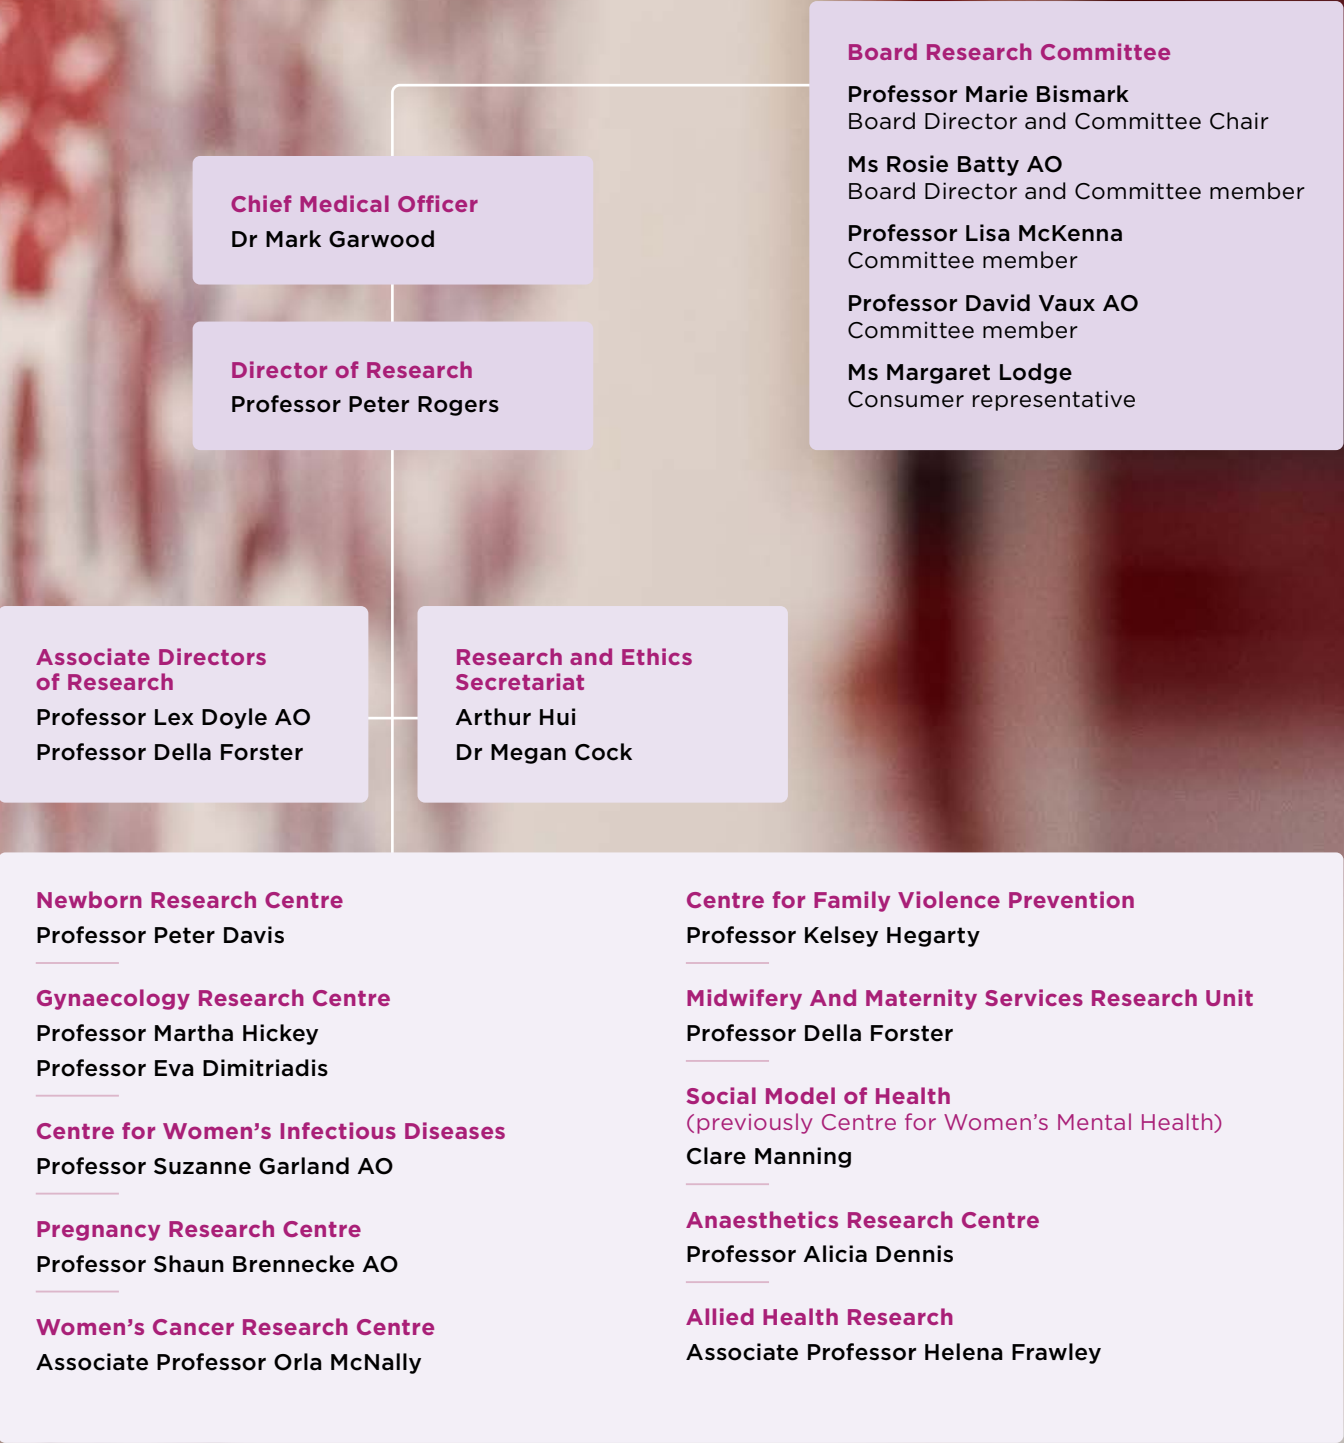 Board Research Committee
Professor Marie Bismark
Board Director and Committee Chair
Ms Rosie Batty AO
Board Director and Committee member
Professor Lisa McKenna
Committee member
Professor David Vaux AO
Committee member
Ms Margaret Lodge
Consumer representative
Chief Medical Officer
Dr Mark Garwood
Director of Research
Professor Peter Rogers
Associate Directors
of Research
Professor Lex Doyle AO
Professor Della Forster
Research and Ethics
Secretariat
Arthur Hui
Dr Megan Cock
Newborn Research Centre
Professor Peter Davis
Gynaecology Research Centre
Professor Martha Hickey
Professor Eva Dimitriadis
Centre for Women’s Infectious Diseases
Professor Suzanne Garland AO
Pregnancy Research Centre
Professor Shaun Brennecke AO
Women’s Cancer Research Centre
Associate Professor Orla McNally
Centre for Family Violence Prevention
Professor Kelsey Hegarty
Midwifery And Maternity Services Research Unit
Professor Della Forster
Social Model of Health
(previously Centre for Women’s Mental Health)
Clare Manning
Anaesthetics Research Centre
Professor Alicia Dennis
Allied Health Research
Associate Professor Helena Frawley